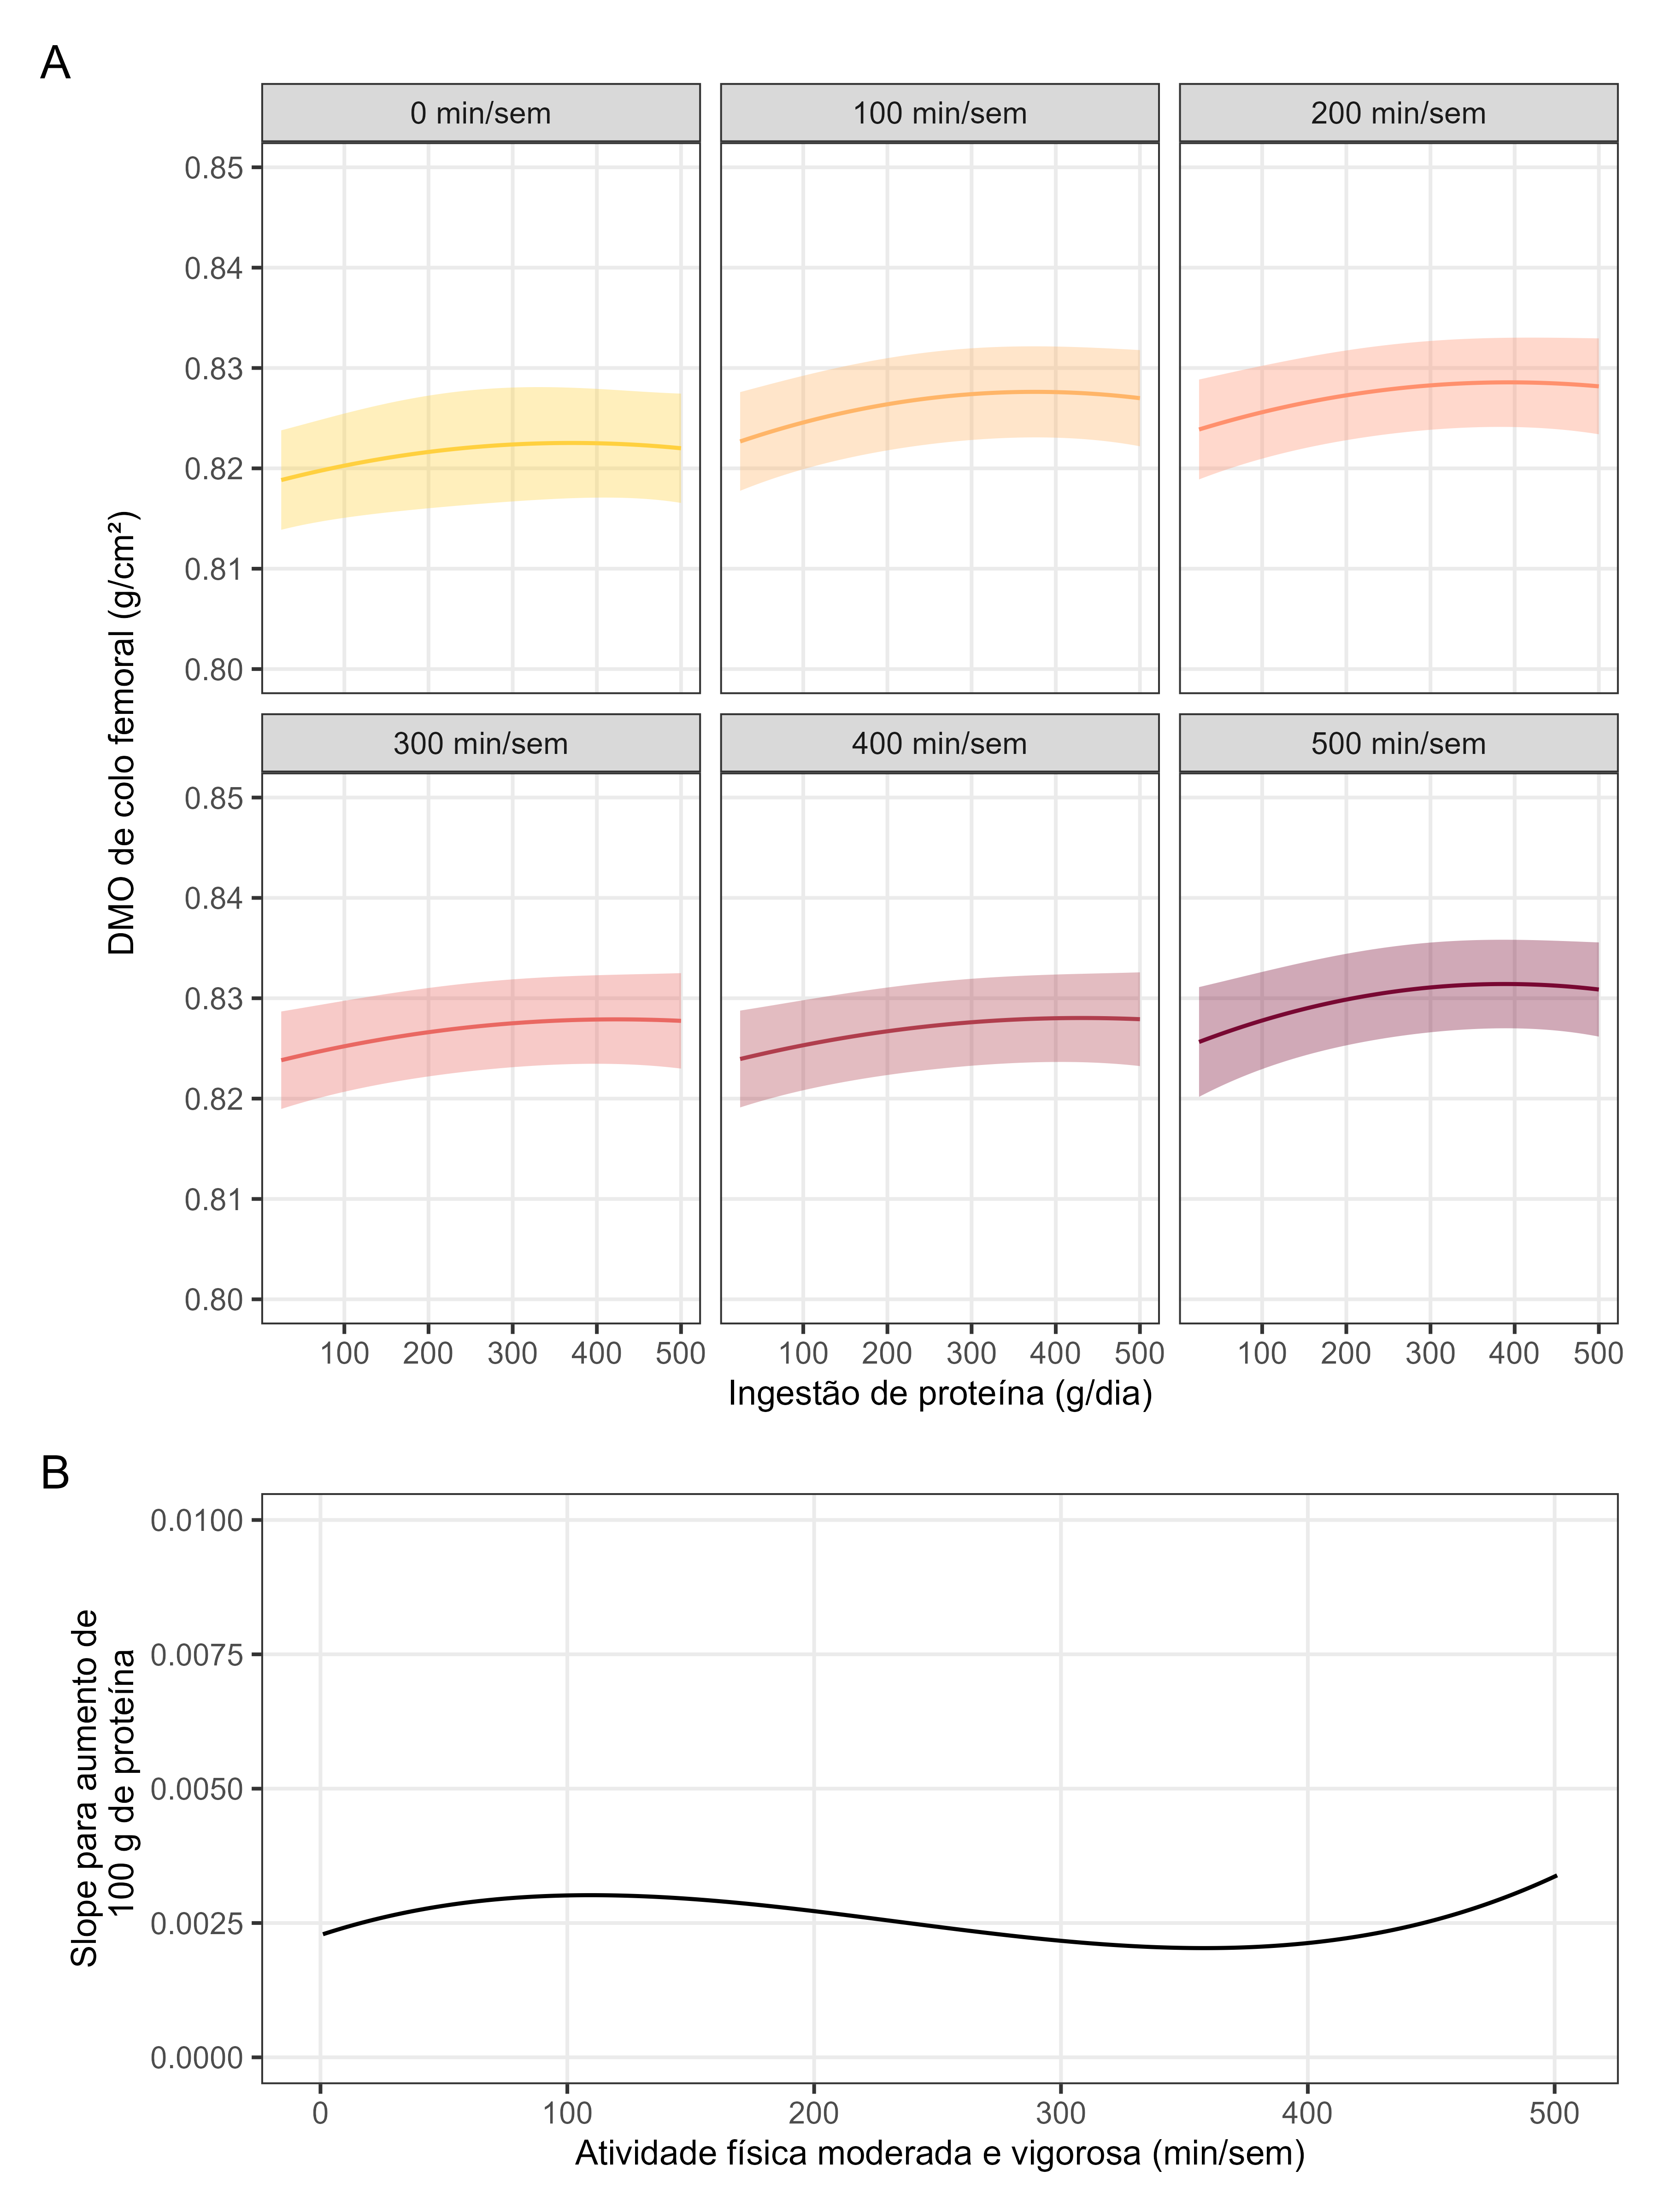 A
0 min/sem
100 min/sem
200 min/sem
0.85
0.84
0.83
0.82
0.81
0.80
300 min/sem
400 min/sem
500 min/sem
0.85
0.84
0.83
0.82
0.81
0.80
DMO de colo femoral (g/cm²)
100 200 300 400 500
100 200 300 400 500
100 200 300 400 500
Ingestão de proteína (g/dia)
B
Slope para aumento de
100 g de proteína
0.0100
0.0075
0.0050
0.0025
0.0000
0 100 200 300 400 500
Atividade física moderada e vigorosa (min/sem)